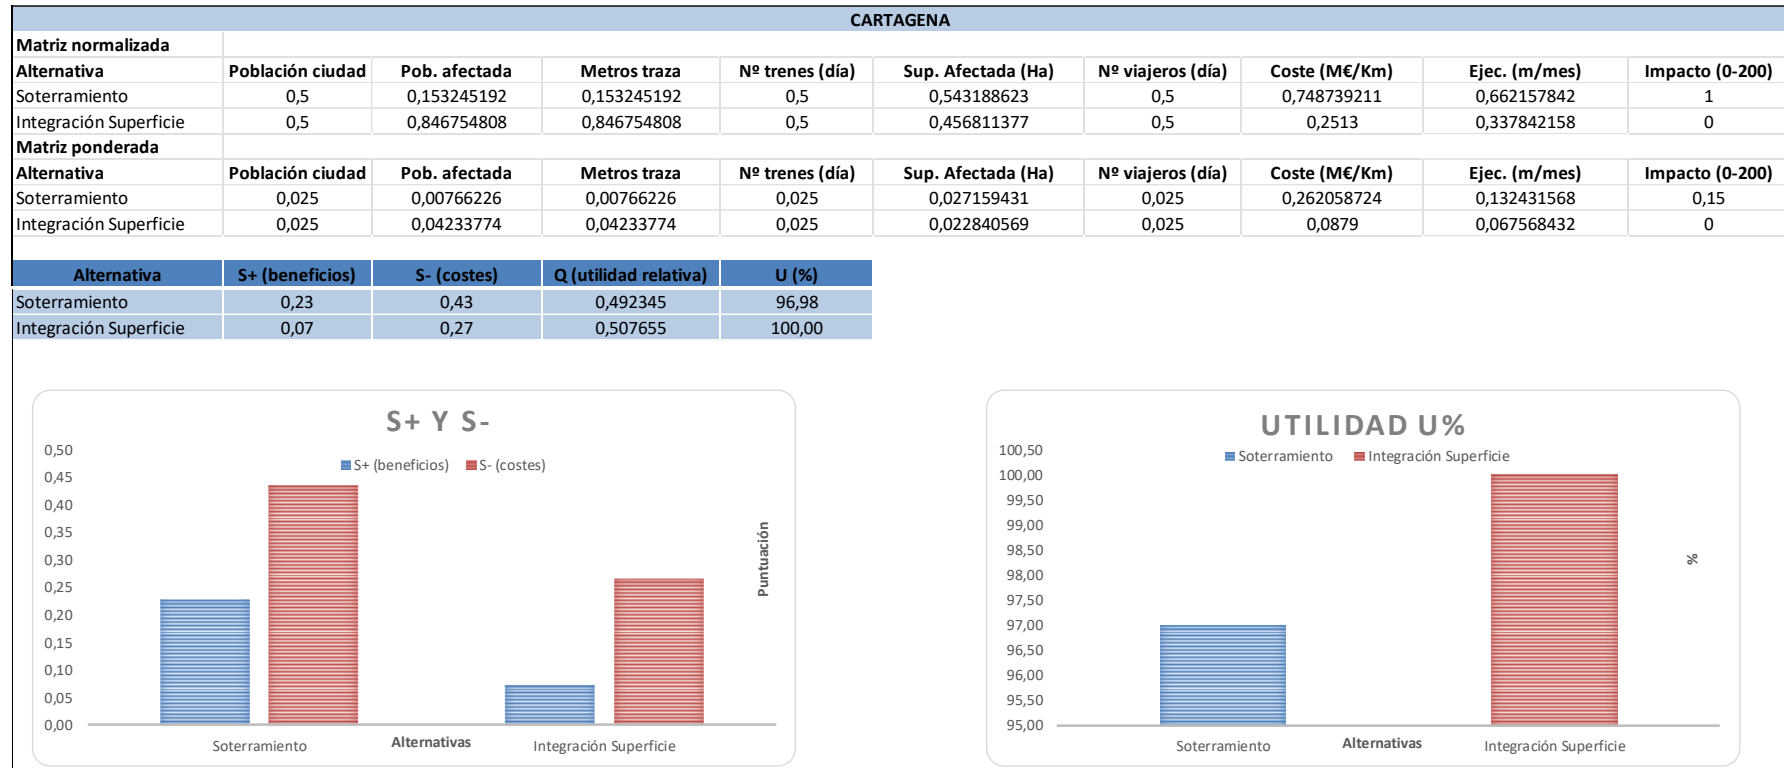 CARTAGENA
Matriz normalizada
Alternativa Población ciudad Pob. afectada Metros traza Nº trenes (día) Sup. Afectada (Ha) Nº viajeros (día) Coste (M€/Km) Ejec. (m/mes) Impacto (0-200)
Soterramiento 0,5 0,153245192 0,153245192 0,5 0,543188623 0,5 0,748739211 0,662157842 1
Integración Superficie 0,5 0,846754808 0,846754808 0,5 0,456811377 0,5 0,2513 0,337842158 0
Matriz ponderada
Alternativa Población ciudad Pob. afectada Metros traza Nº trenes (día) Sup. Afectada (Ha) Nº viajeros (día) Coste (M€/Km) Ejec. (m/mes) Impacto (0-200)
Soterramiento 0,025 0,00766226 0,00766226 0,025 0,027159431 0,025 0,262058724 0,132431568 0,15
Integración Superficie 0,025 0,04233774 0,04233774 0,025 0,022840569 0,025 0,0879 0,067568432 0
Alternativa S+ (beneficios) S- (costes) Q (utilidad relativa) U (%)
Soterramiento 0,23 0,43 0,492345 96,98
Integración Superficie 0,07 0,27 0,507655 100,00
S+ Y S-
S+ (beneficios) S- (costes)
0,50
0,45
0,40
0,35
0,30
0,25
0,20
0,15
0,10
0,05
0,00
Puntuación
Soterramiento Alternativas Integración Superficie
UTILIDAD U%
Soterramiento Integración Superficie
100,50
100,00
99,50
99,00
98,50
98,00
97,50
97,00
96,50
96,00
95,50
95,00
%
Soterramiento Alternativas Integración Superficie